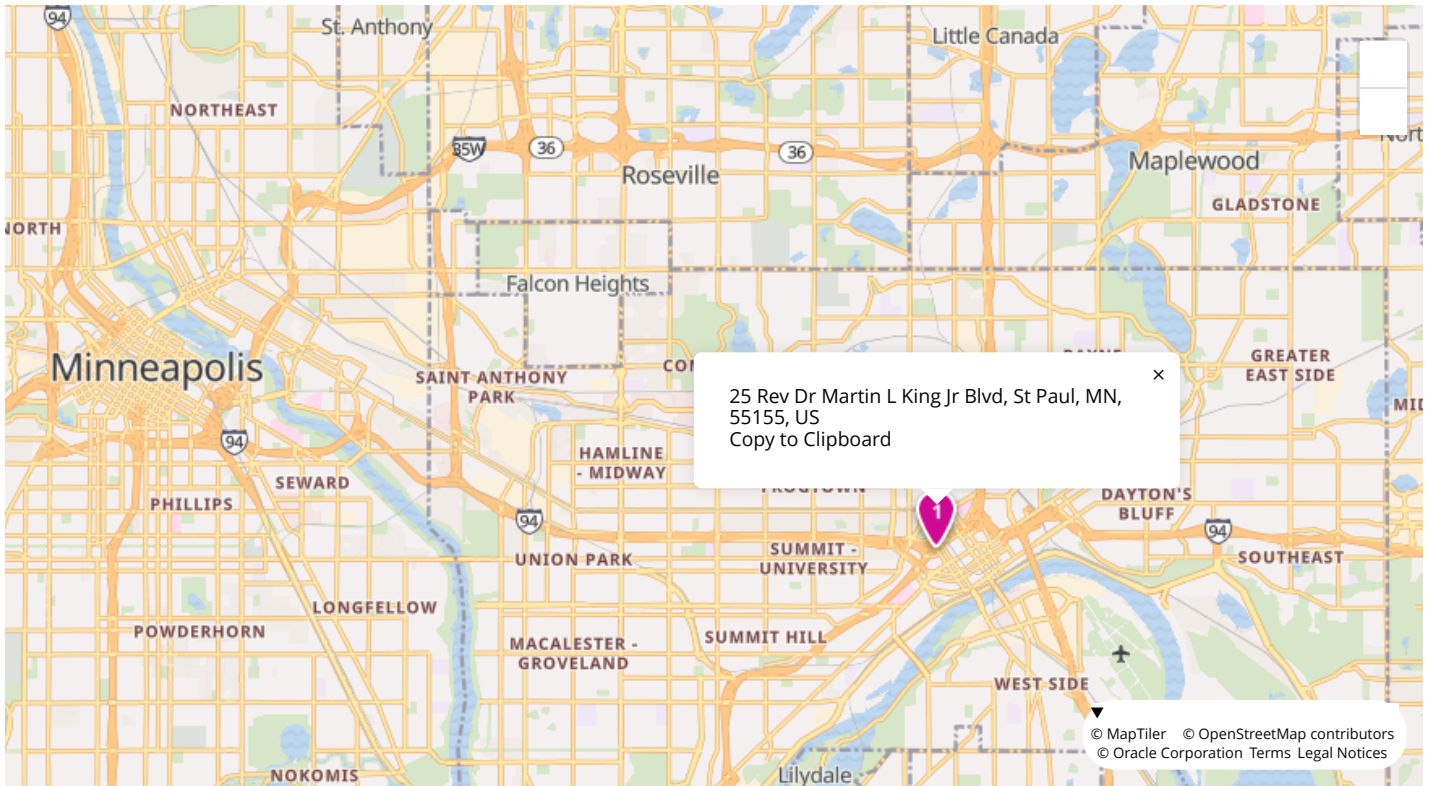 94
St. Anthony
Little Canada
NORTHEAST
35W
36
36
Roseville
Maplewood
GLADSTONE
NORTH
Falcon Heights
Minneapolis
SAINT ANTHONY
PARK
GREATER
EAST SIDE
×
25 Rev Dr Martin L King Jr Blvd, St Paul, MN,
55155, US
Copy to Clipboard
94
HAMLINE
- MIDWAY
SEWARD
PHILLIPS
DAYTON'S
BLUFF
1
94
94
UNION PARK
SUMMIT -
UNIVERSITY
SOUTHEAST
LONGFELLOW
POWDERHORN
MACALESTER -
GROVELAND
SUMMIT HILL
WEST SIDE
NOKOMIS
Lilydale
© MapTiler © OpenStreetMap contributors
© Oracle Corporation Terms Legal Notices